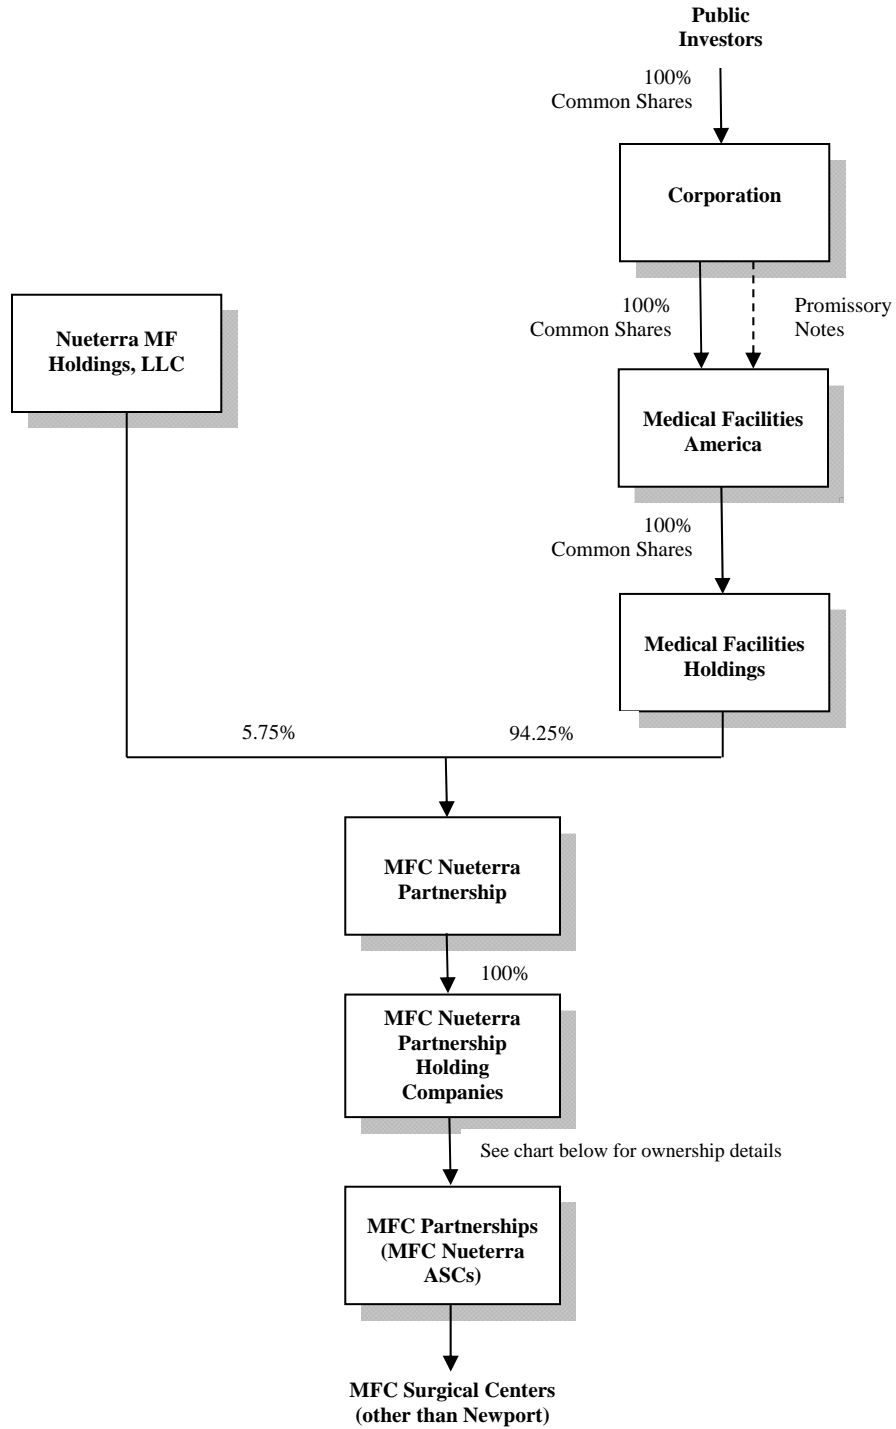 Public
Investors
100%
Common Shares
Corporation
100%
Common Shares
Promissory
Notes
Nueterra MF
Holdings, LLC
Medical Facilities
America
100%
Common Shares
Medical Facilities
Holdings
5.75%
94.25%
MFC Nueterra
Partnership
100%
MFC Nueterra
Partnership
Holding
Companies
See chart below for ownership details
MFC Partnerships
(MFC Nueterra
ASCs)
MFC Surgical Centers
(other than Newport)